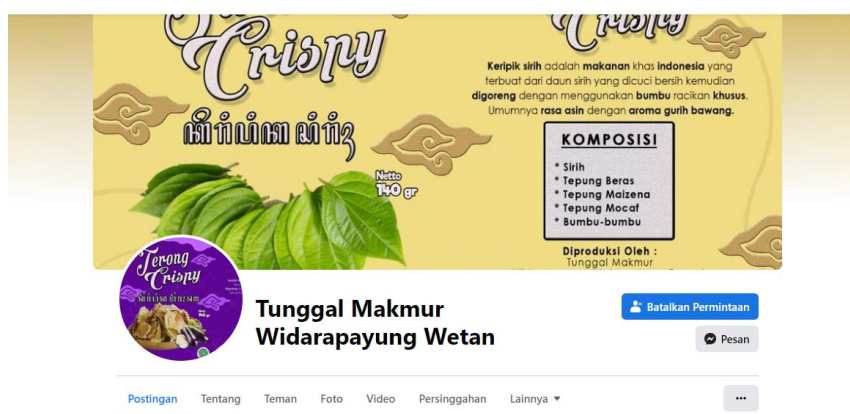 Crispy
Crispy
Netto
140 gr
Keripik sirih adalah makanan khas indonesia yang
terbuat dari daun sirih yang dicuci bersih kemudian
digoreng dengan menggunakan bumbu racikan khusus.
Umumnya rasa asin dengan aroma gurih bawang.
KOMPOSISI
* Sirih
* Tepung Beras
* Tepung Maizena
* Tepung Mocaf
* Bumbu-bumbu
Diproduksi Oleh :
Tunggal Makmur
Terong
Crispy
Tunggal Makmur
Widarapayung Wetan
Batalkan Permintaan
Pesan
Postingan Tentang Teman Foto Video Persinggahan Lainnya